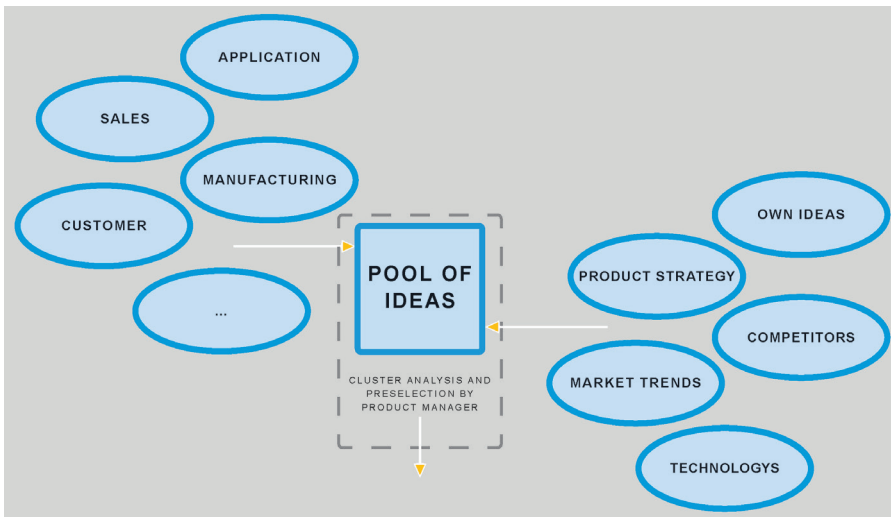 APPLICATION
SALES
MANUFACTURING
CUSTOMER
...
POOL OF
IDEAS
CLUSTER ANALYSIS AND
PRESELECTION BY
PRODUCT MANAGER
OWN IDEAS
PRODUCT STRATEGY
COMPETITORS
MARKET TRENDS
TECHNOLOGYS